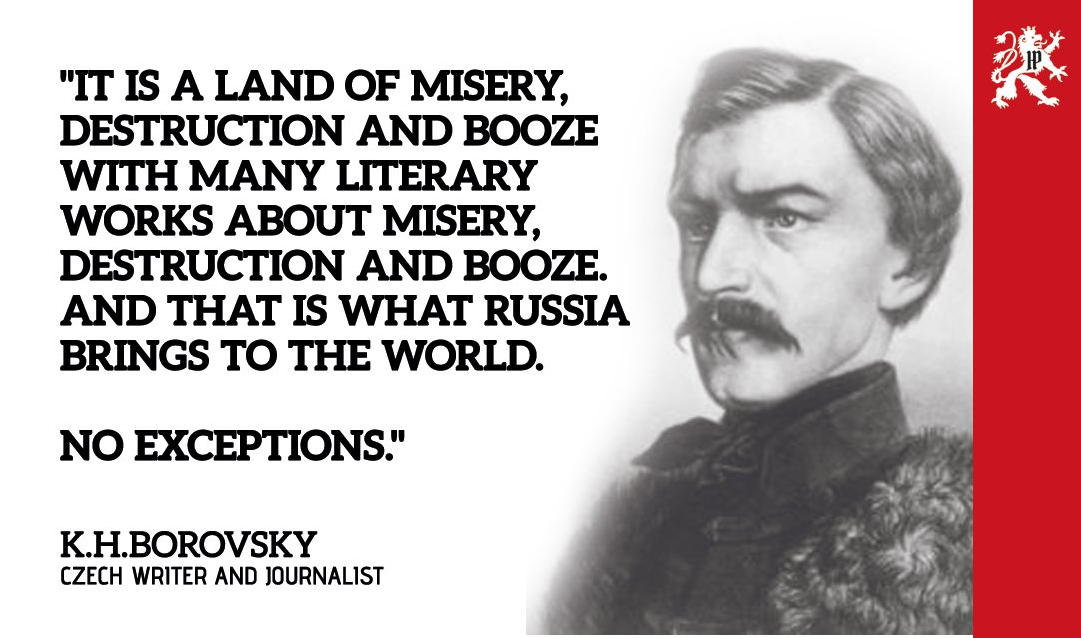 "IT IS A LAND OF MISERY,
DESTRUCTION AND BOOZE
WITH MANY LITERARY
WORKS ABOUT MISERY,
DESTRUCTION AND BOOZE.
AND THAT IS WHAT RUSSIA
BRINGS TO THE WORLD.
NO EXCEPTIONS."
K.H.BOROVSKY
CZECH WRITER AND JOURNALIST
HP